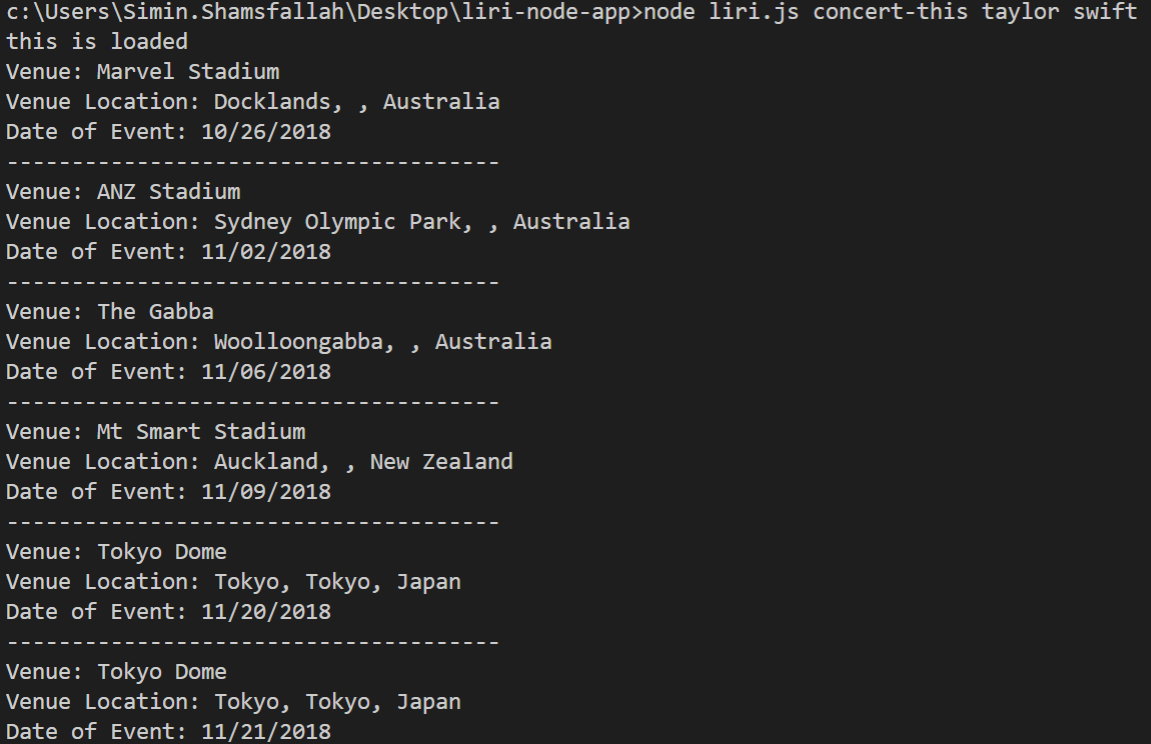 c:\Users\Simin.Shamsfallah\Desktop\liri-node-app>node liri.js concert-this taylor swift
this is loaded
Venue: Marvel Stadium
Venue Location: Docklands, , Australia
Date of Event: 10/26/2018
--------------------------------------
Venue: ANZ Stadium
Venue Location: Sydney Olympic Park, , Australia
Date of Event: 11/02/2018
--------------------------------------
Venue: The Gabba
Venue Location: Woolloongabba, , Australia
Date of Event: 11/06/2018
--------------------------------------
Venue: Mt Smart Stadium
Venue Location: Auckland, , New Zealand
Date of Event: 11/09/2018
--------------------------------------
Venue: Tokyo Dome
Venue Location: Tokyo, Tokyo, Japan
Date of Event: 11/20/2018
--------------------------------------
Venue: Tokyo Dome
Venue Location: Tokyo, Tokyo, Japan
Date of Event: 11/21/2018